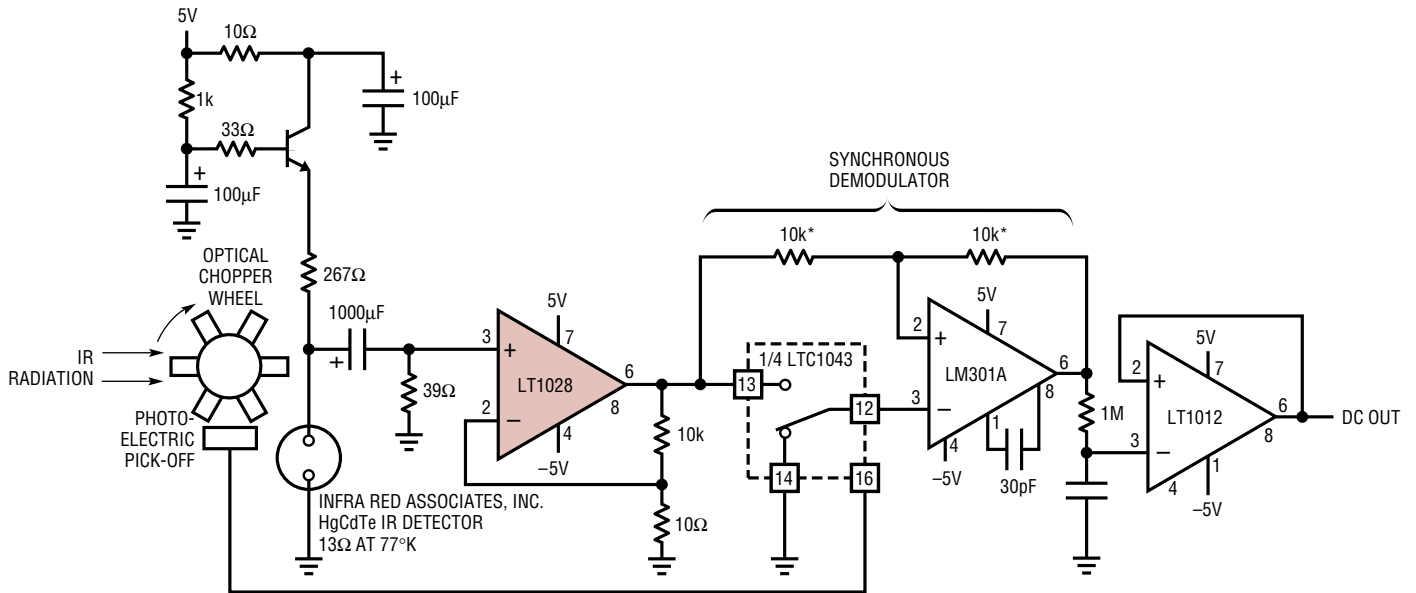 5V
10Ω
1k
33Ω
+
100µF
+
100µF
267Ω
OPTICAL
CHOPPER
WHEEL
IR
RADIATION
PHOTO-
ELECTRIC
PICK-OFF
1000µF
+
39Ω
INFRA RED ASSOCIATES, INC.
HgCdTe IR DETECTOR
13Ω AT 77°K
3
+
2
−
LT1028
5V
7
6
8
4
−5V
10k
10Ω
SYNCHRONOUS
DEMODULATOR
10k*
10k*
1/4 LTC1043
13
12
14
16
2
+
3
−
LM301A
5V
7
6
8
1
4
−5V
30pF
1M
2
+
3
−
LT1012
5V
7
6
8
1
4
−5V
DC OUT